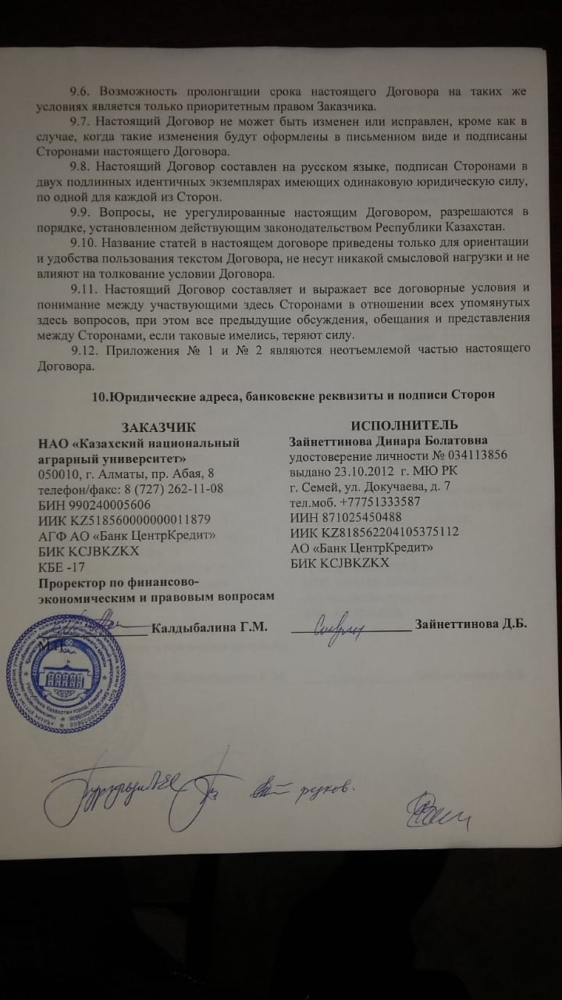 9.6. Возможность пролонгации срока настоящего Договора на таких же
условиях является только приоритетным правом Заказчика.
9.7. Настоящий Договор не может быть изменен или исправлен, кроме как в
случае, когда такие изменения будут оформлены в письменном виде и подписаны
Сторонами настоящего Договора.
9.8. Настоящий Договор составлен на русском языке, подписан Сторонами в
двух подлинных идентичных экземплярах имеющих одинаковую юридическую силу,
по одной для каждой из Сторон.
9.9. Вопросы, не урегулированные настоящим Договором, разрешаются в
порядке, установленном действующим законодательством Республики Казахстан.
9.10. Название статей в настоящем договоре приведены только для ориентации
и удобства пользования текстом Договора, не несут никакой смысловой нагрузки и не
влияют на толкование условии Договора.
9.11. Настоящий Договор составляет и выражает все договорные условия и
понимание между участвующими здесь Сторонами в отношении всех упомянутых
здесь вопросов, при этом все предыдущие обсуждения, обещания и представления
между Сторонами, если таковые имелись, теряют силу.
9.12. Приложения № 1 и № 2 являются неотъемлемой частью настоящего
Договора.
10.Юридические адреса, банковские реквизиты и подписи Сторон
ЗАКАЗЧИК
НАО «Казахский национальный
аграрный университет»
050010, г. Алматы, пр. Абая, 8
телефон/факс: 8 (727) 262-11-08
БИН 990240005606
ИИК KZ518560000000011879
АГФ АО «Банк ЦентрКредит»
БИК KCJBKZKX
КБЕ -17
Проректор по финансово-
экономическим и правовым вопросам
Калдыбалина Г.М.
М.П.
ИСПОЛНИТЕЛЬ
Зайнеттинова Динара Болатовна
удостоверение личности № 034113856
выдано 23.10.2012 г. МЮ РК
г. Семей, ул. Докучаева, д. 7
тел.моб. +77751333587
ИИН 871025450488
ИИК KZ818562204105375112
АО «Банк ЦентрКредит»
БИК KCJBKZKX
Зайнеттинова Д.Б.
руков.